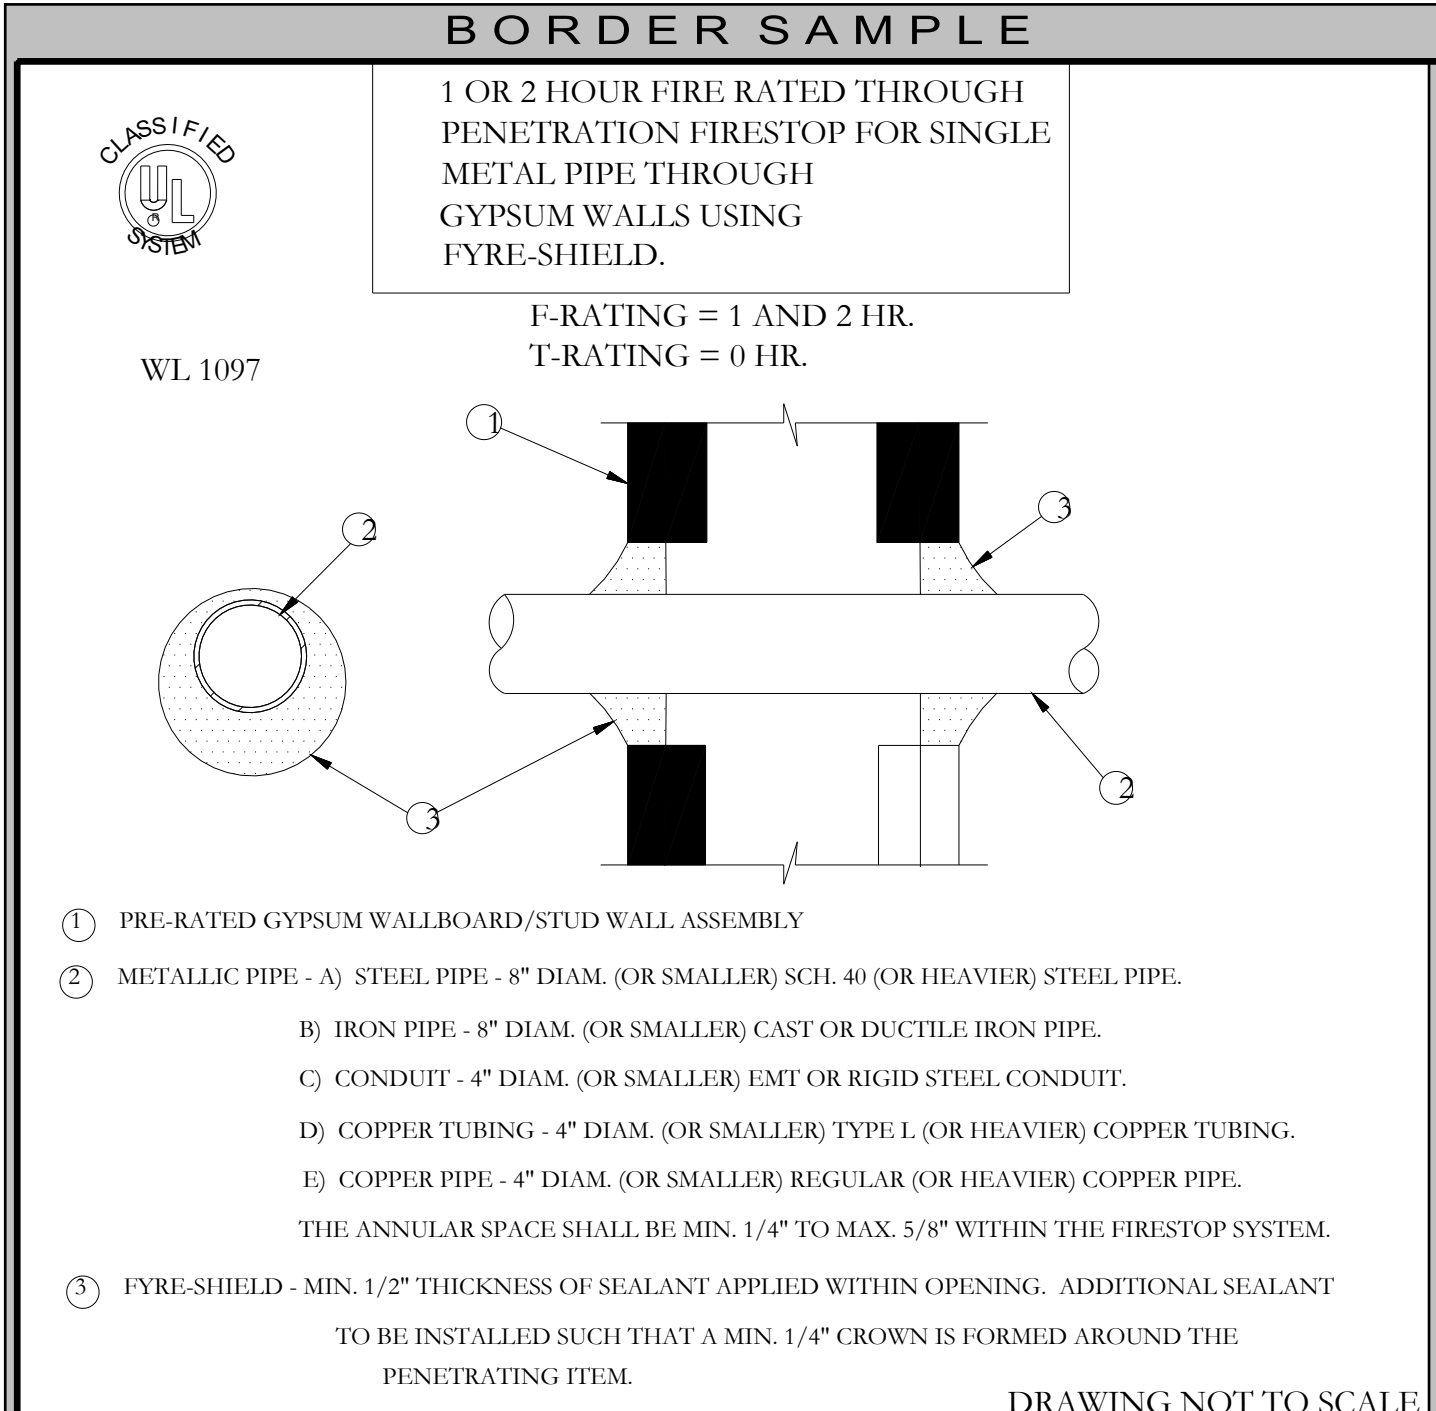 BORDER SAMPLE
CLASSIFIED
UL
R
SYSTEM
1 OR 2 HOUR FIRE RATED THROUGH
PENETRATION FIRESTOP FOR SINGLE
METAL PIPE THROUGH
GYPSUM WALLS USING
FYRE-SHIELD.
F-RATING = 1 AND 2 HR.
T-RATING = 0 HR.
WL 1097
1
2
3
3
2
1 PRE-RATED GYPSUM WALLBOARD/STUD WALL ASSEMBLY
2 METALLIC PIPE - A) STEEL PIPE - 8" DIAM. (OR SMALLER) SCH. 40 (OR HEAVIER) STEEL PIPE.
B) IRON PIPE - 8" DIAM. (OR SMALLER) CAST OR DUCTILE IRON PIPE.
C) CONDUIT - 4" DIAM. (OR SMALLER) EMT OR RIGID STEEL CONDUIT.
D) COPPER TUBING - 4" DIAM. (OR SMALLER) TYPE L (OR HEAVIER) COPPER TUBING.
E) COPPER PIPE - 4" DIAM. (OR SMALLER) REGULAR (OR HEAVIER) COPPER PIPE.
THE ANNULAR SPACE SHALL BE MIN. 1/4" TO MAX. 5/8" WITHIN THE FIRESTOP SYSTEM.
3 FYRE-SHIELD - MIN. 1/2" THICKNESS OF SEALANT APPLIED WITHIN OPENING. ADDITIONAL SEALANT
TO BE INSTALLED SUCH THAT A MIN. 1/4" CROWN IS FORMED AROUND THE
PENETRATING ITEM.
DRAWING NOT TO SCALE